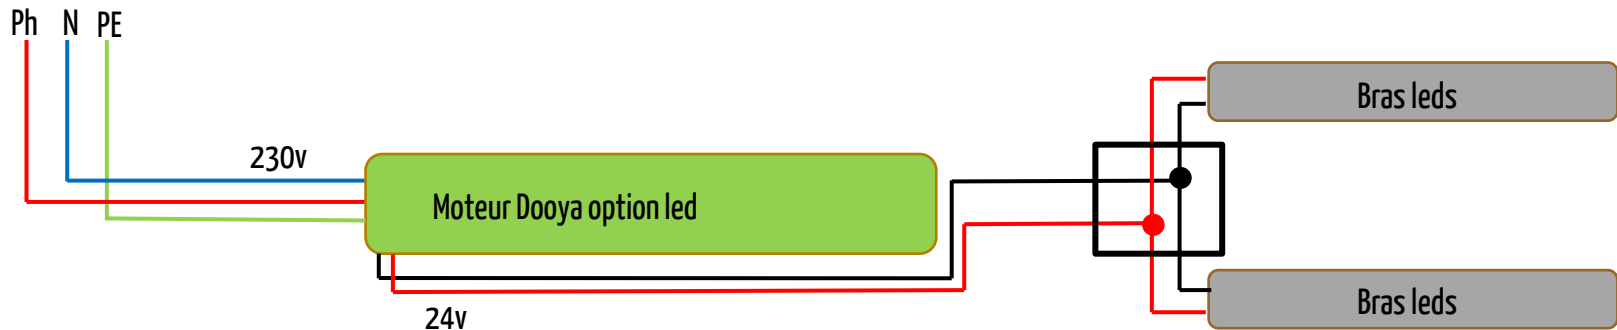 Ph N PE
230v
Moteur Dooya option led
24v
Bras leds
Bras leds